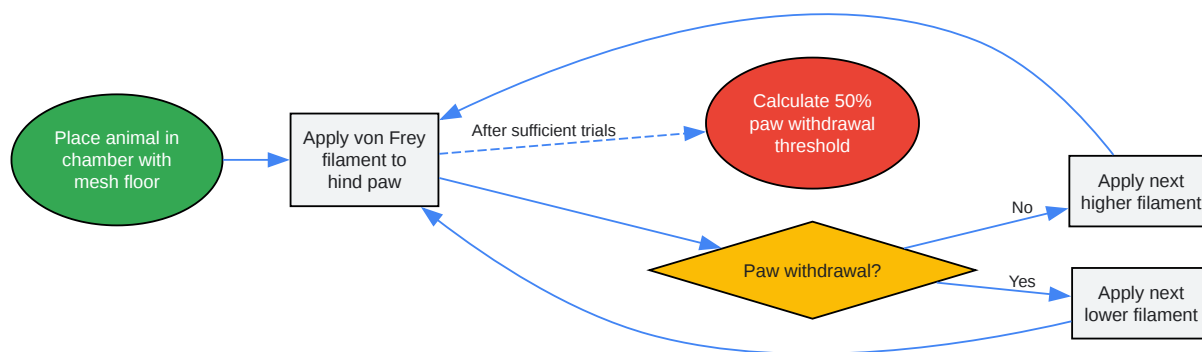 Place animal in
chamber with
mesh floor
Apply von Frey
filament to
hind paw
After sufficient trials
Calculate 50%
paw withdrawal
threshold
Paw withdrawal?
No
Apply next
higher filament
Yes
Apply next
lower filament